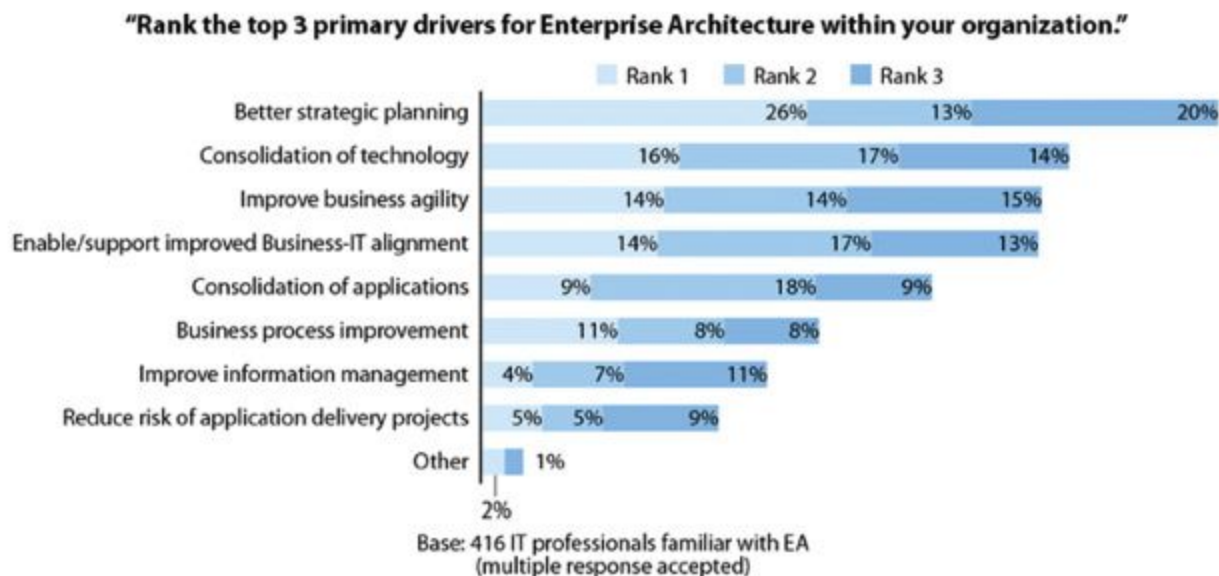 “Rank the top 3 primary drivers for Enterprise Architecture within your organization.”
Rank 1 Rank 2 Rank 3
Better strategic planning 26% 13% 20%
Consolidation of technology 16% 17% 14%
Improve business agility 14% 14% 15%
Enable/support improved Business-IT alignment 14% 17% 13%
Consolidation of applications 9% 18% 9%
Business process improvement 11% 8% 8%
Improve information management 4% 7% 11%
Reduce risk of application delivery projects 5% 5% 9%
Other 1%
2%
Base: 416 IT professionals familiar with EA
(multiple response accepted)